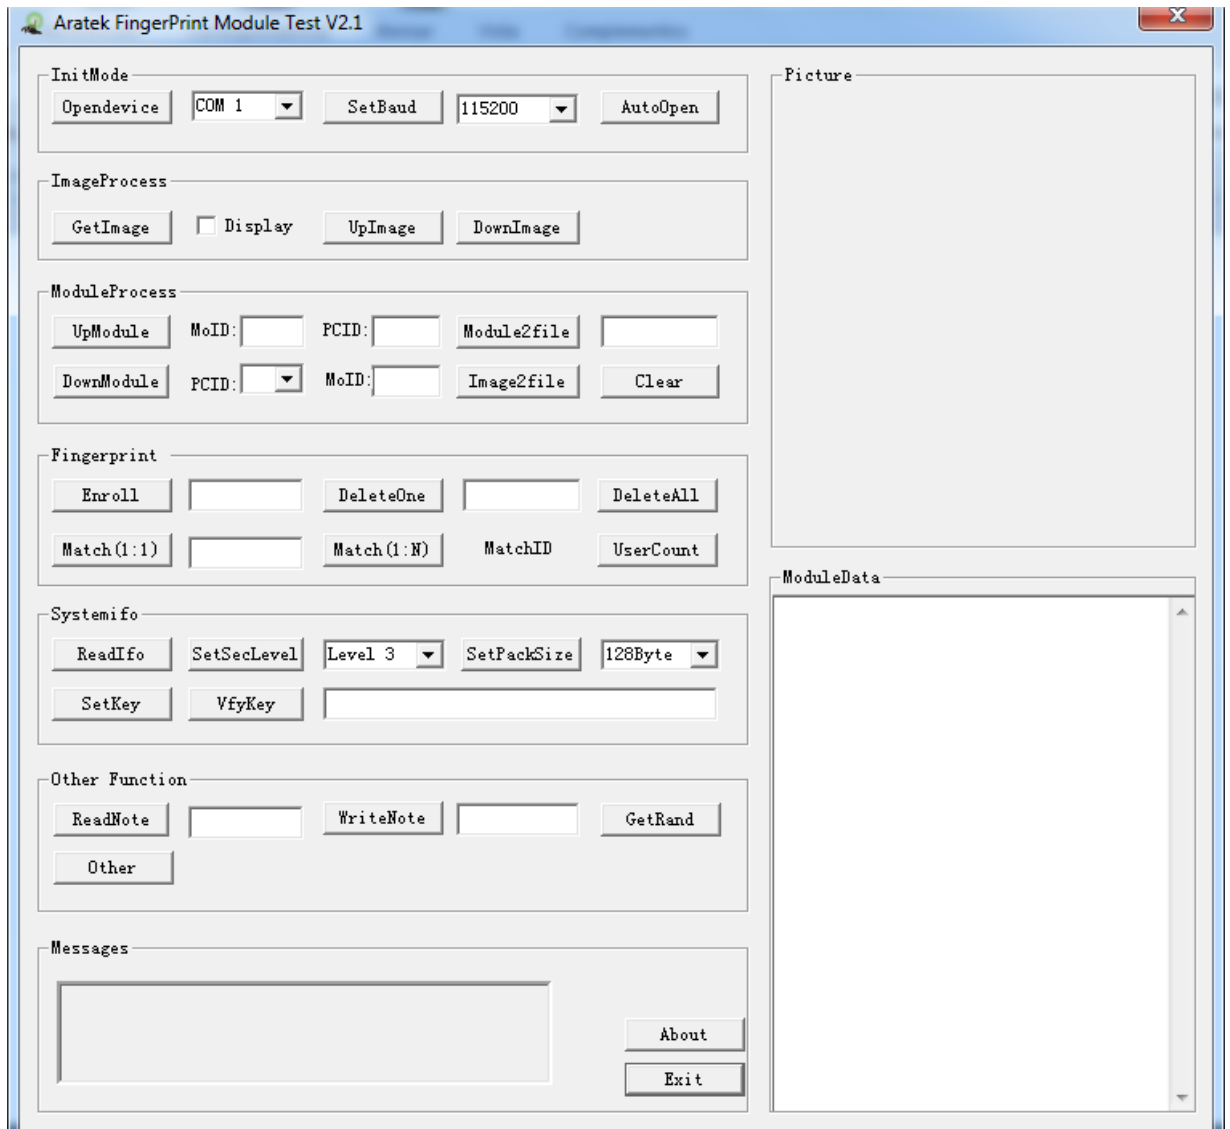 Aratek FingerPrint Module Test V2.1
InitMode
Opendevice COM 1 SetBaud 115200 AutoOpen
ImageProcess
GetImage Display UpImage DownImage
ModuleProcess
UpModule MoID: PCID: Module2file
DownModule PCID: MoID: Image2file Clear
Fingerprint
Enroll DeleteOne DeleteAll
Match(1:1) Match(1:N) MatchID UserCount
Systemifo
ReadIfo SetSecLevel Level 3 SetPackSize 128Byte
SetKey VfyKey
Other Function
ReadNote WriteNote GetRand
Other
Messages
About
Exit
Picture
ModuleData